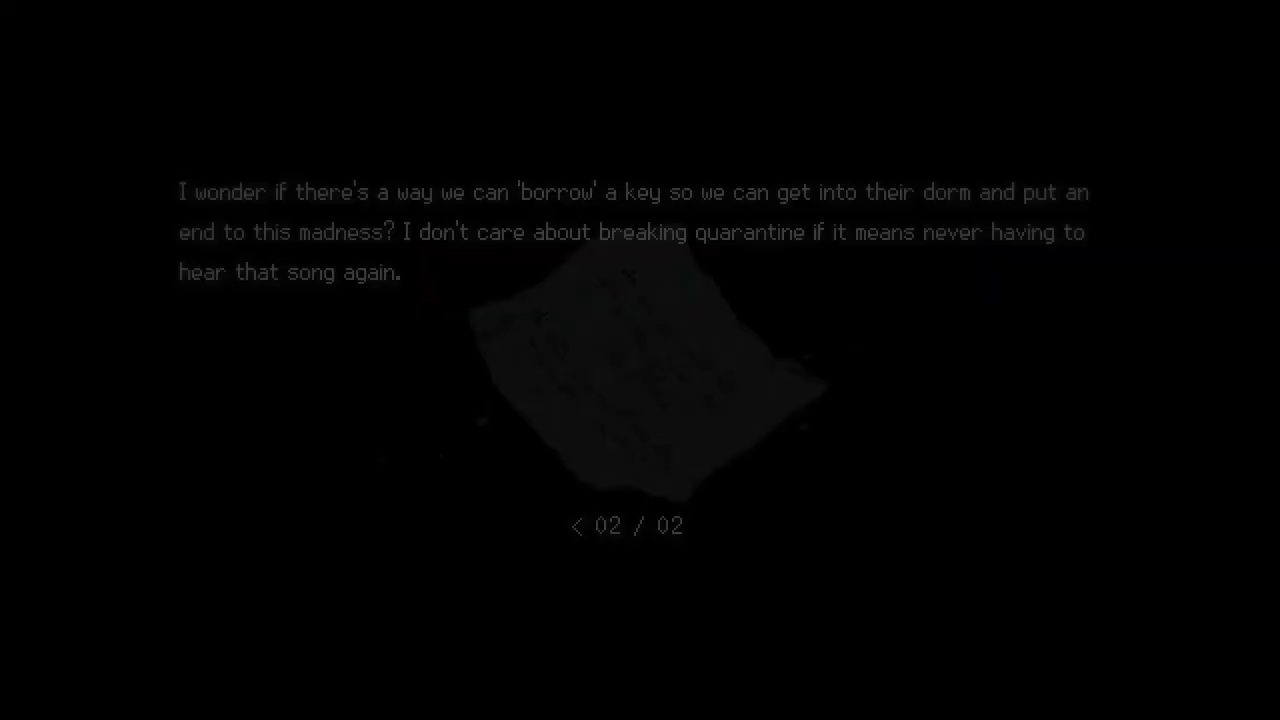 I wonder if there's a way we can 'borrow' a key so we can get into their dorm and put an
end to this madness? I don't care about breaking quarantine if it means never having to
hear that song again.
< 02 / 02